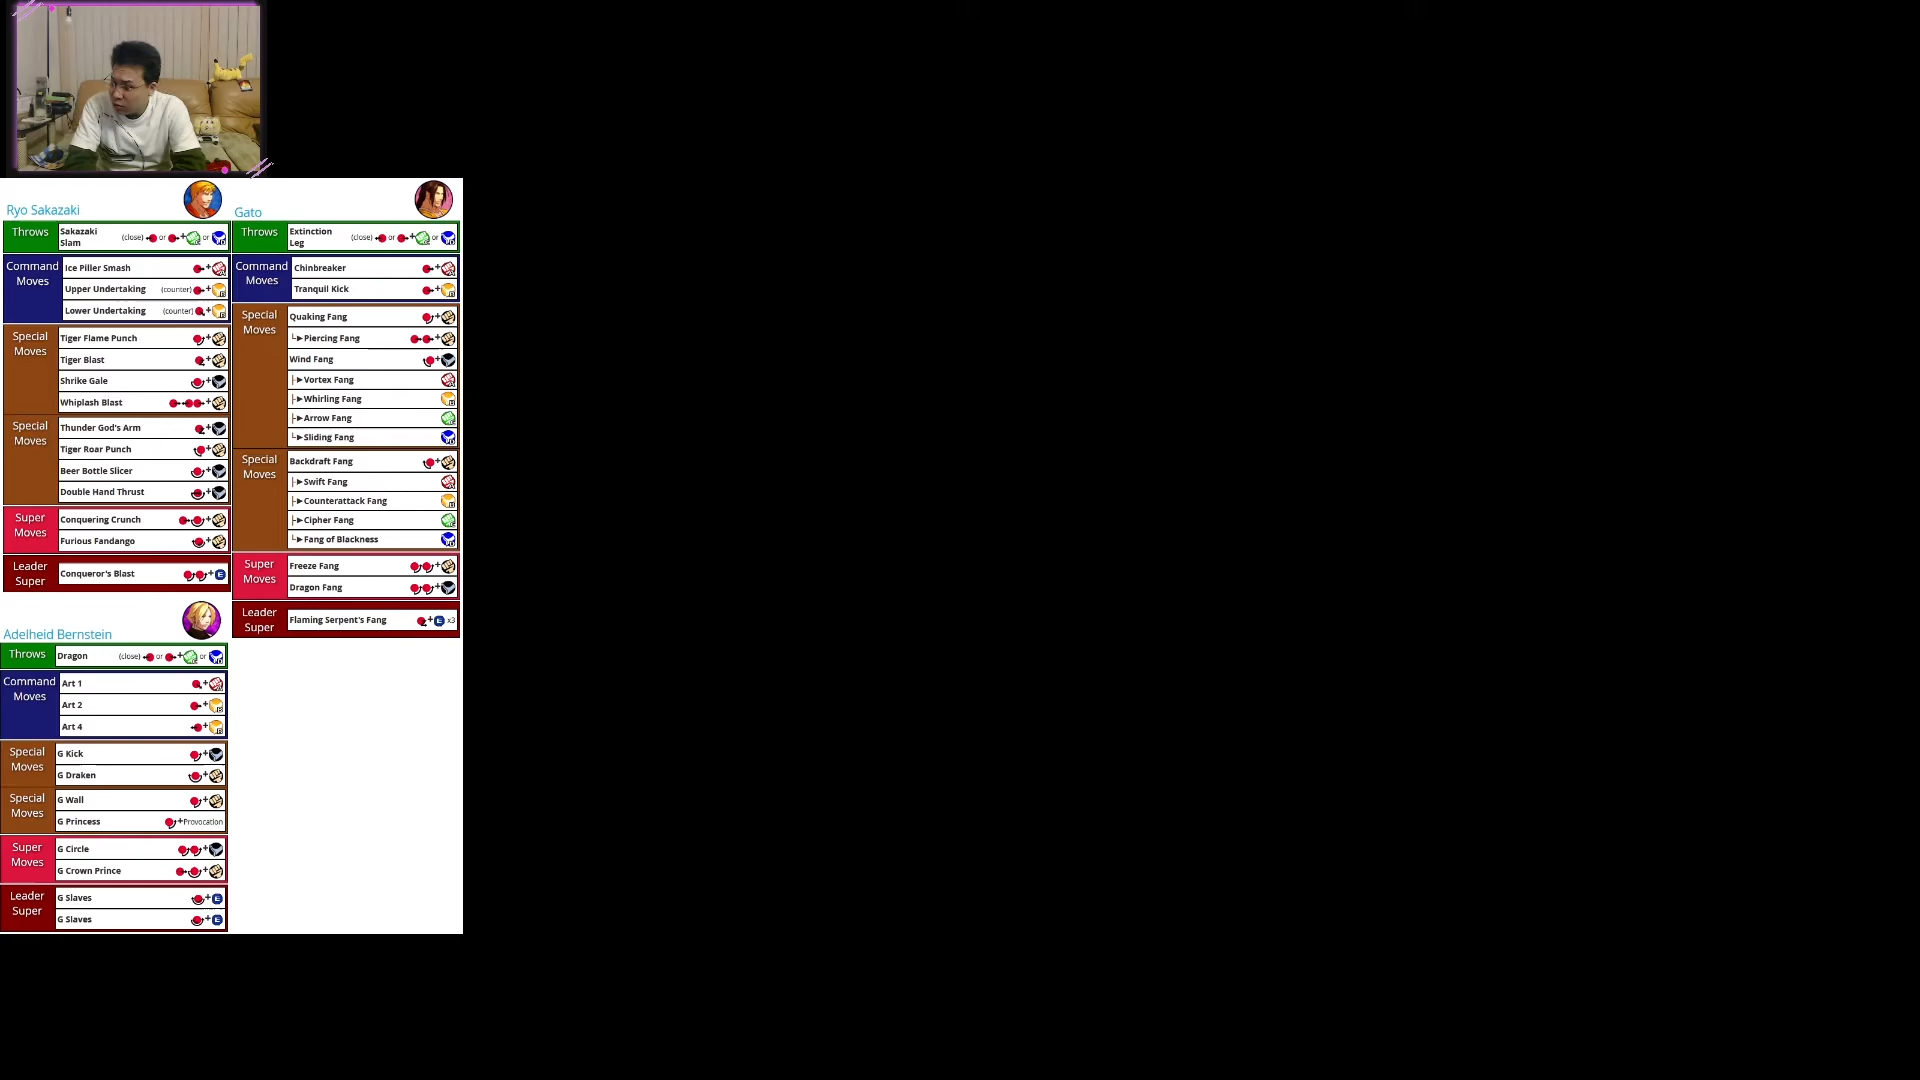 Ryo Sakazaki
Throws
Sakazaki
Slam
(close) or + or
Command
Moves
Ice Piller Smash +
Upper Undertaking (counter) +
Lower Undertaking (counter) +
Special
Moves
Tiger Flame Punch +
Tiger Blast +
Shrike Gale +
Whiplash Blast +
Special
Moves
Thunder God's Arm +
Tiger Roar Punch +
Beer Bottle Slicer +
Double Hand Thrust +
Super
Moves
Conquering Crunch +
Furious Fandango +
Leader
Super
Conqueror's Blast + E
Gato
Throws
Extinction
Leg
(close) or + or
Command
Moves
Chinbreaker +
Tranquil Kick +
Special
Moves
Quaking Fang +
Piercing Fang +
Wind Fang +
Vortex Fang
Whirling Fang
Arrow Fang
Sliding Fang
Special
Moves
Backdraft Fang +
Swift Fang
Counterattack Fang
Cipher Fang
Fang of Blackness
Super
Moves
Freeze Fang +
Dragon Fang +
Leader
Super
Flaming Serpent's Fang + E x3
Adelheid Bernstein
Throws
Dragon (close) or + or
Command
Moves
Art 1 +
Art 2 +
Art 4 +
Special
Moves
G Kick +
G Draken +
Special
Moves
G Wall +
G Princess +Provocation
Super
Moves
G Circle +
G Crown Prince +
Leader
Super
G Slaves + E
G Slaves + E